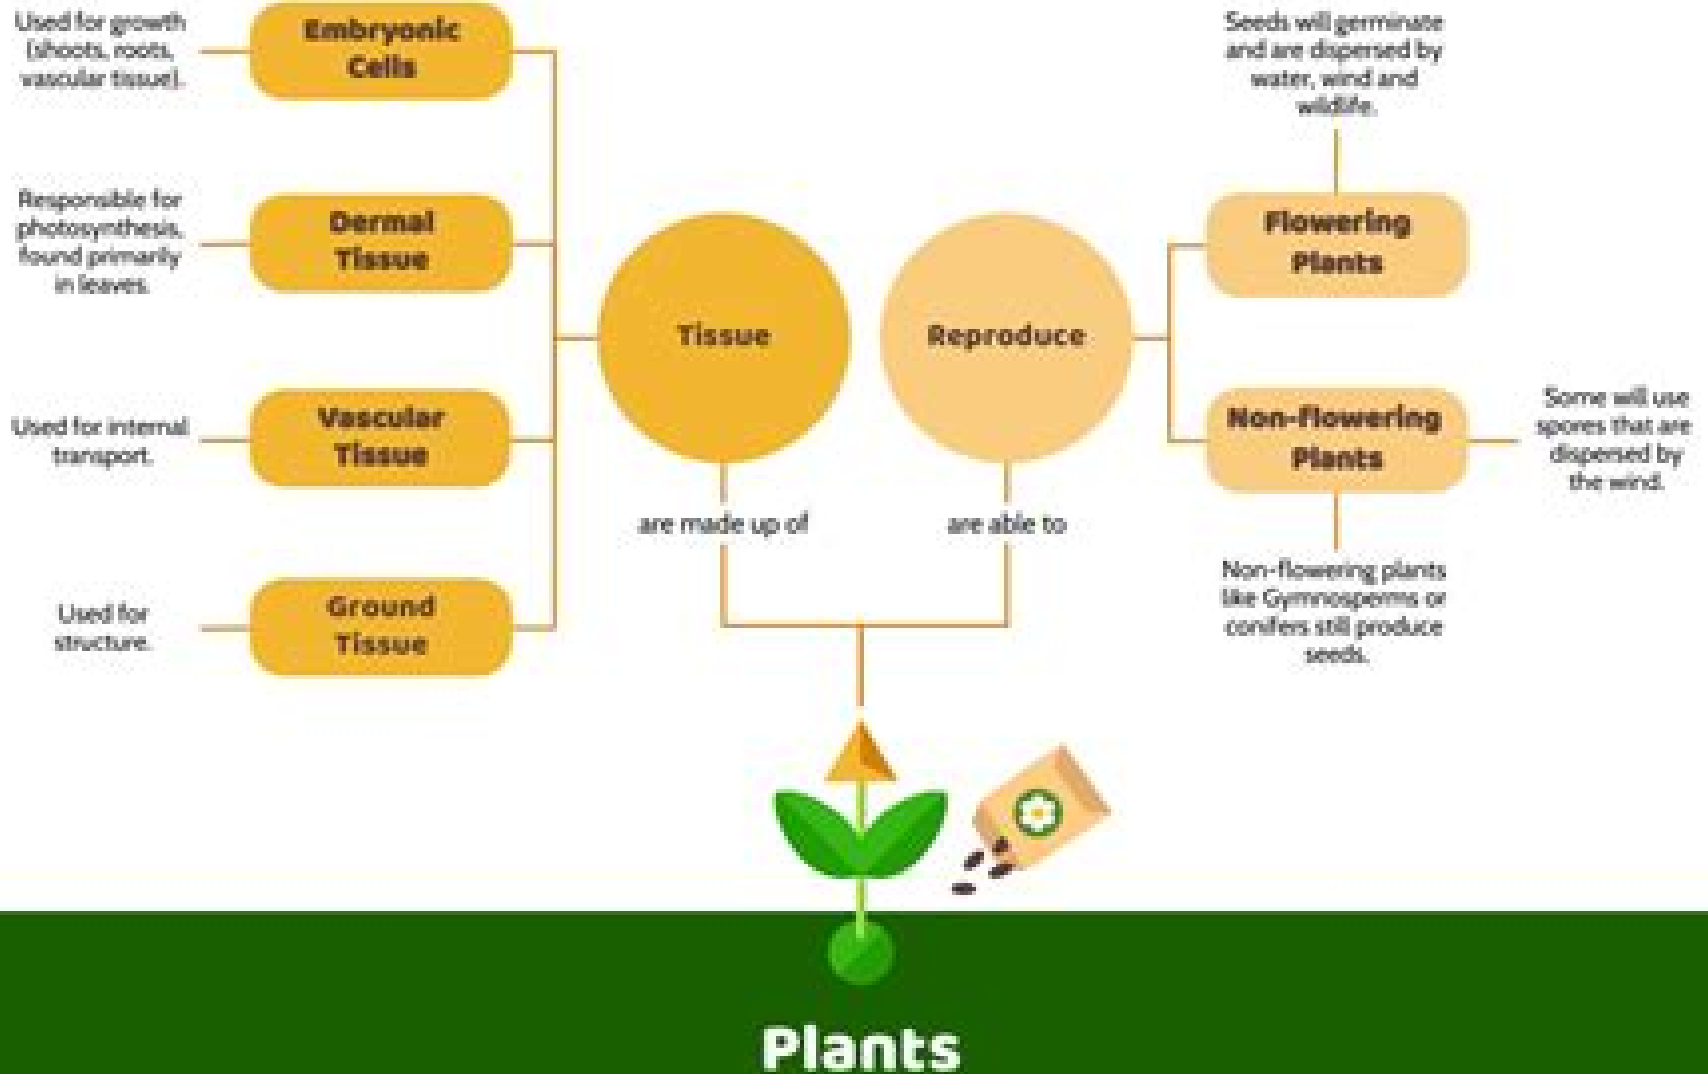 Used for growth
(shoots, roots,
vascular tissue).
Embryonic
Cells
Responsible for
photosynthesis,
found primarily
in leaves.
Dermal
Tissue
Used for internal
transport.
Vascular
Tissue
Used for
structure.
Ground
Tissue
Tissue
are made up of
Reproduce
are able to
Seeds will germinate
and are dispersed by
water, wind and
wildlife.
Flowering
Plants
Non-flowering
Plants
Some will use
spores that are
dispersed by
the wind.
Non-flowering plants
like Gymnosperms or
conifers still produce
seeds.
Plants